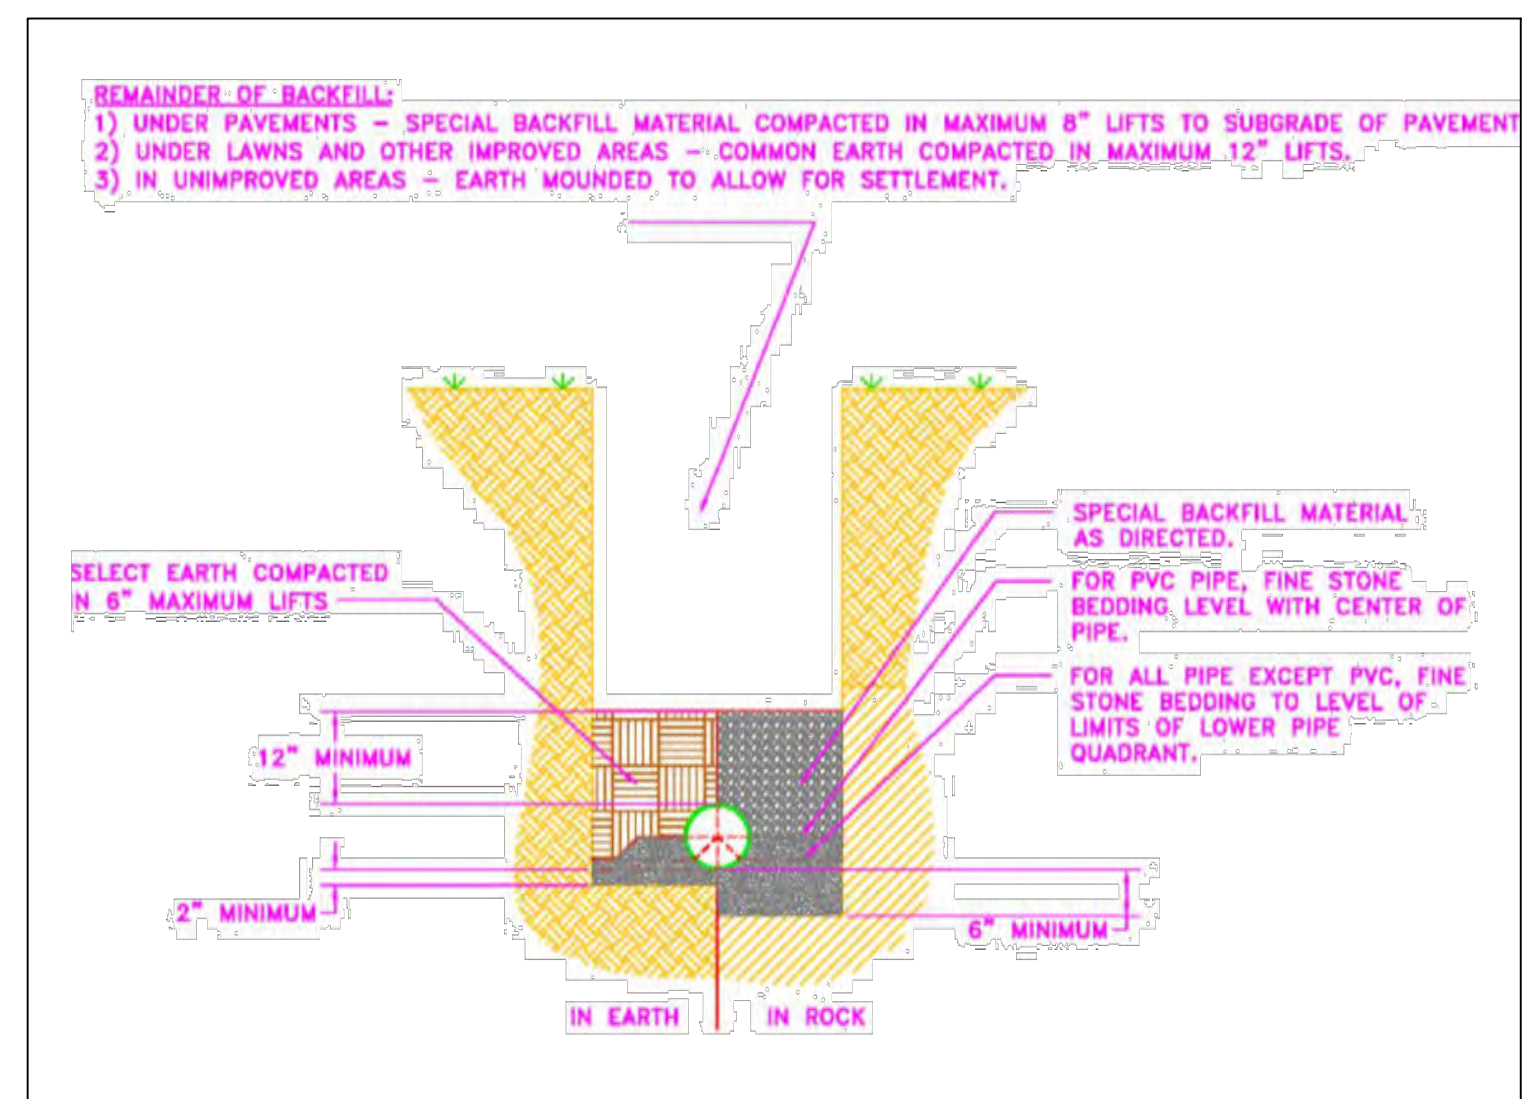 REMAINDER OF BACKFILL:
1) UNDER PAVEMENTS - SPECIAL BACKFILL MATERIAL COMPACTED IN MAXIMUM 8" LIFTS TO SUBGRADE OF PAVEMENT
2) UNDER LAWNS AND OTHER IMPROVED AREAS - COMMON EARTH COMPACTED IN MAXIMUM 12" LIFTS.
3) IN UNIMPROVED AREAS - EARTH MOUNDED TO ALLOW FOR SETTLEMENT.
SPECIAL BACKFILL MATERIAL
AS DIRECTED.
SELECT EARTH COMPACTED
IN 6" MAXIMUM LIFTS
FOR PVC PIPE, FINE STONE
BEDDING LEVEL WITH CENTER OF
PIPE.
FOR ALL PIPE EXCEPT PVC, FINE
STONE BEDDING TO LEVEL OF
LIMITS OF LOWER PIPE
QUADRANT.
12" MINIMUM
2" MINIMUM
6" MINIMUM
IN EARTH
IN ROCK